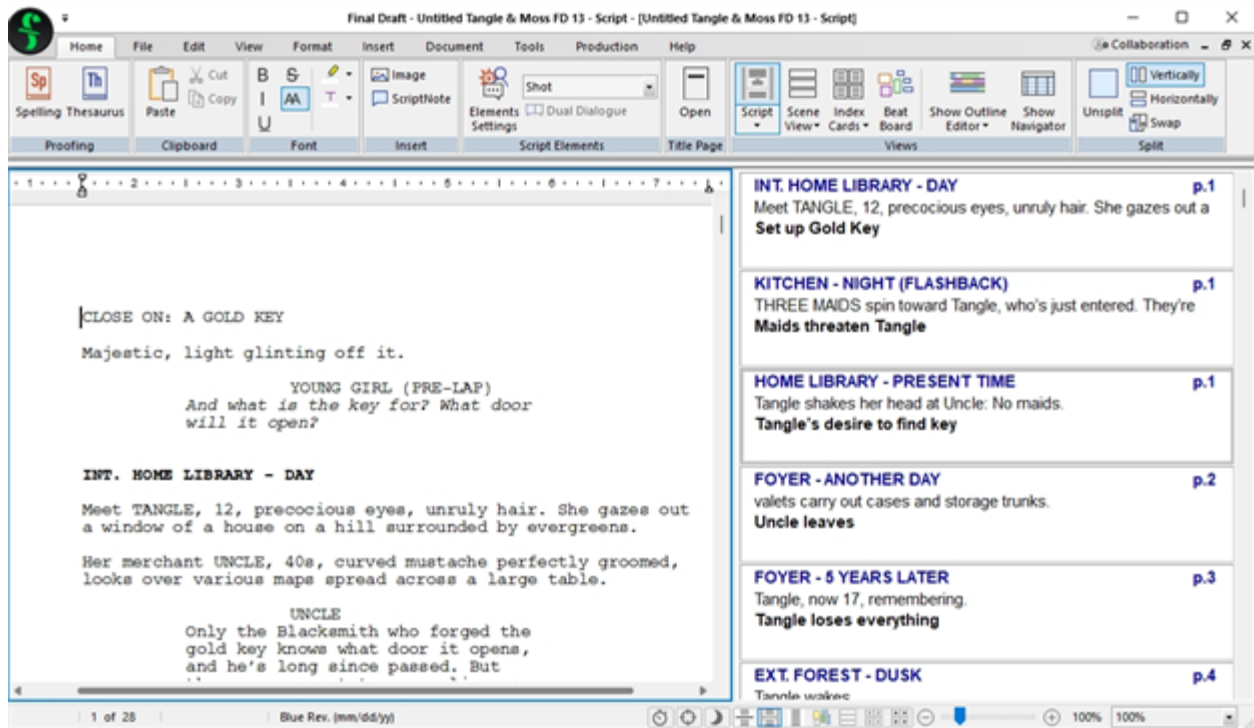 Final Draft - Untitled Tangle & Moss FD 13 - Script - [Untitled Tangle & Moss FD 13 - Script]
Home File Edit View Format Insert Document Tools Production Help
Collaboration
Sp Th
Spelling Thesaurus
Proofing
Paste
Cut
Copy
Clipboard
B S
I AA T
U
Font
Image
ScriptNote
Insert
Elements Settings
Shot
Dual Dialogue
Script Elements
Open
Title Page
Script
Scene View
Index Cards
Beat Board
Show Outline Editor
Show Navigator
Views
Unsplit
Vertically
Horizontally
Swap
Split
1 2 3 4 5 6 7
CLOSE ON: A GOLD KEY
Majestic, light glinting off it.
YOUNG GIRL (PRE-LAP)
And what is the key for? What door
will it open?
INT. HOME LIBRARY - DAY
Meet TANGLE, 12, precocious eyes, unruly hair. She gazes out
a window of a house on a hill surrounded by evergreens.
Her merchant UNCLE, 40s, curved mustache perfectly groomed,
looks over various maps spread across a large table.
UNCLE
Only the Blacksmith who forged the
gold key knows what door it opens,
and he's long since passed. But
INT. HOME LIBRARY - DAY p.1
Meet TANGLE, 12, precocious eyes, unruly hair. She gazes out a
Set up Gold Key
KITCHEN - NIGHT (FLASHBACK) p.1
THREE MAIDS spin toward Tangle, who's just entered. They're
Maids threaten Tangle
HOME LIBRARY - PRESENT TIME p.1
Tangle shakes her head at Uncle: No maids.
Tangle's desire to find key
FOYER - ANOTHER DAY p.2
valets carry out cases and storage trunks.
Uncle leaves
FOYER - 5 YEARS LATER p.3
Tangle, now 17, remembering.
Tangle loses everything
EXT. FOREST - DUSK p.4
Tangle wakes
1 of 28
Blue Rev. (mm/dd/yy)
100% 100%